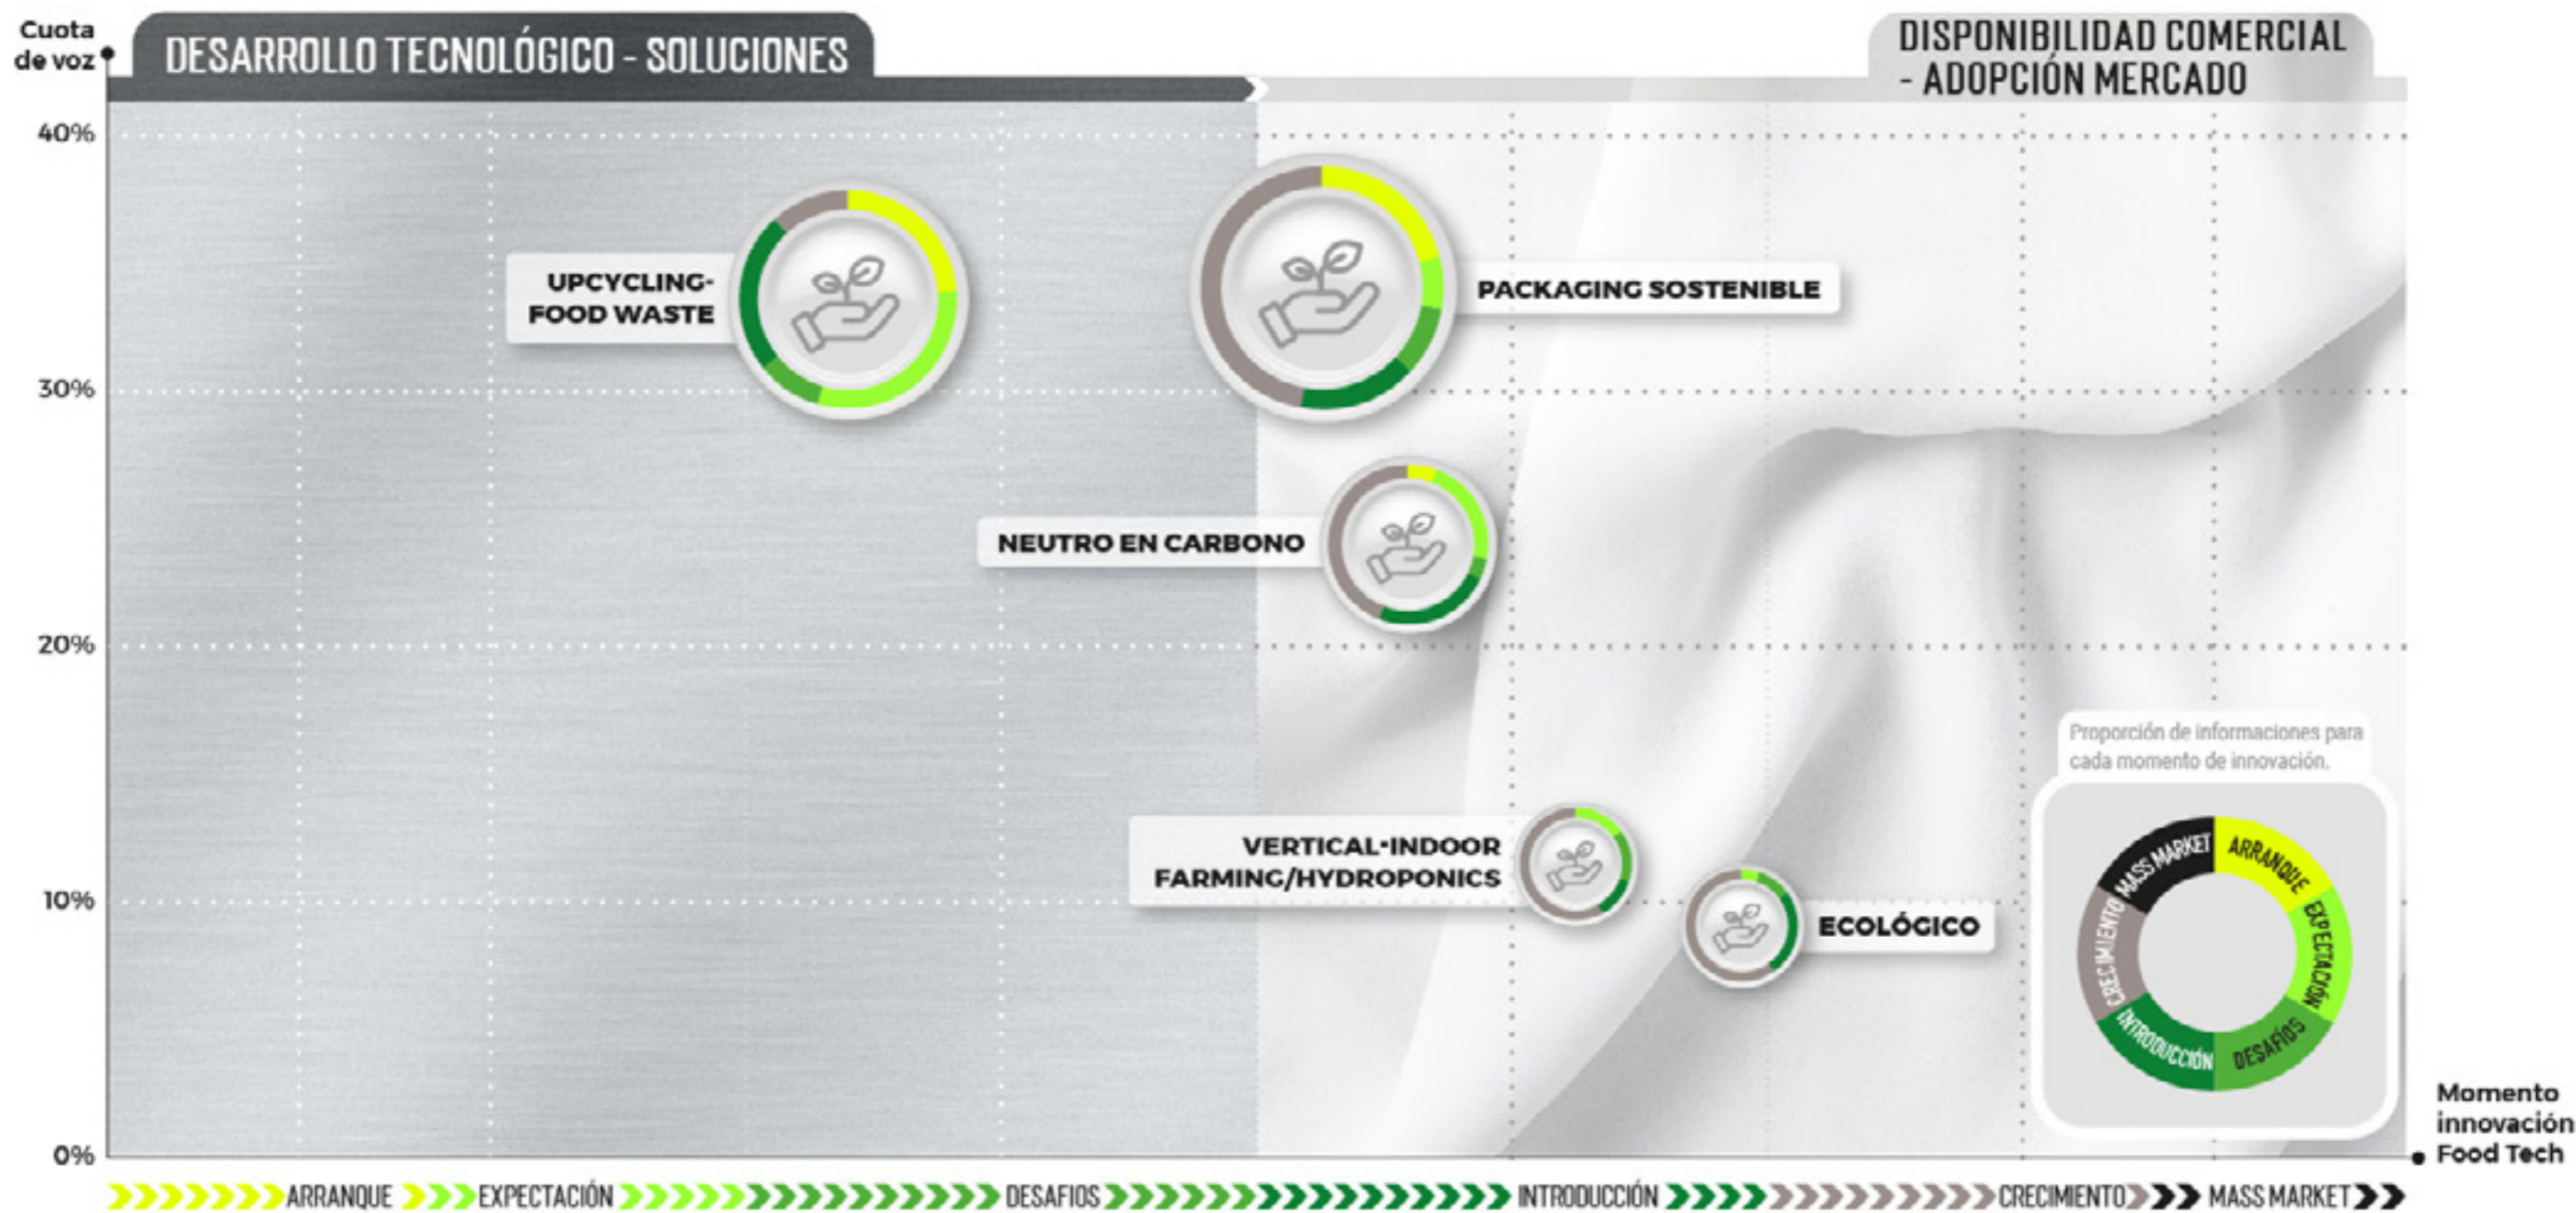 Cuota
de voz
DESARROLLO TECNOLÓGICO - SOLUCIONES
DISPONIBILIDAD COMERCIAL
- ADOPCIÓN MERCADO
40%
UPCYCLING-
FOOD WASTE
PACKAGING SOSTENIBLE
30%
NEUTRO EN CARBONO
20%
Proporción de informaciones para
cada momento de innovación.
VERTICAL-INDOOR
FARMING/HYDROPONICS
10%
ECOLÓGICO
MASS MARKET
ARRANQUE
EXPECTACIÓN
DESAFÍOS
INTRODUCCIÓN
CRECIMIENTO
0%
Momento
innovación
Food Tech
ARRANQUE EXPECTACIÓN DESAFIOS INTRODUCCIÓN CRECIMIENTO MASS MARKET